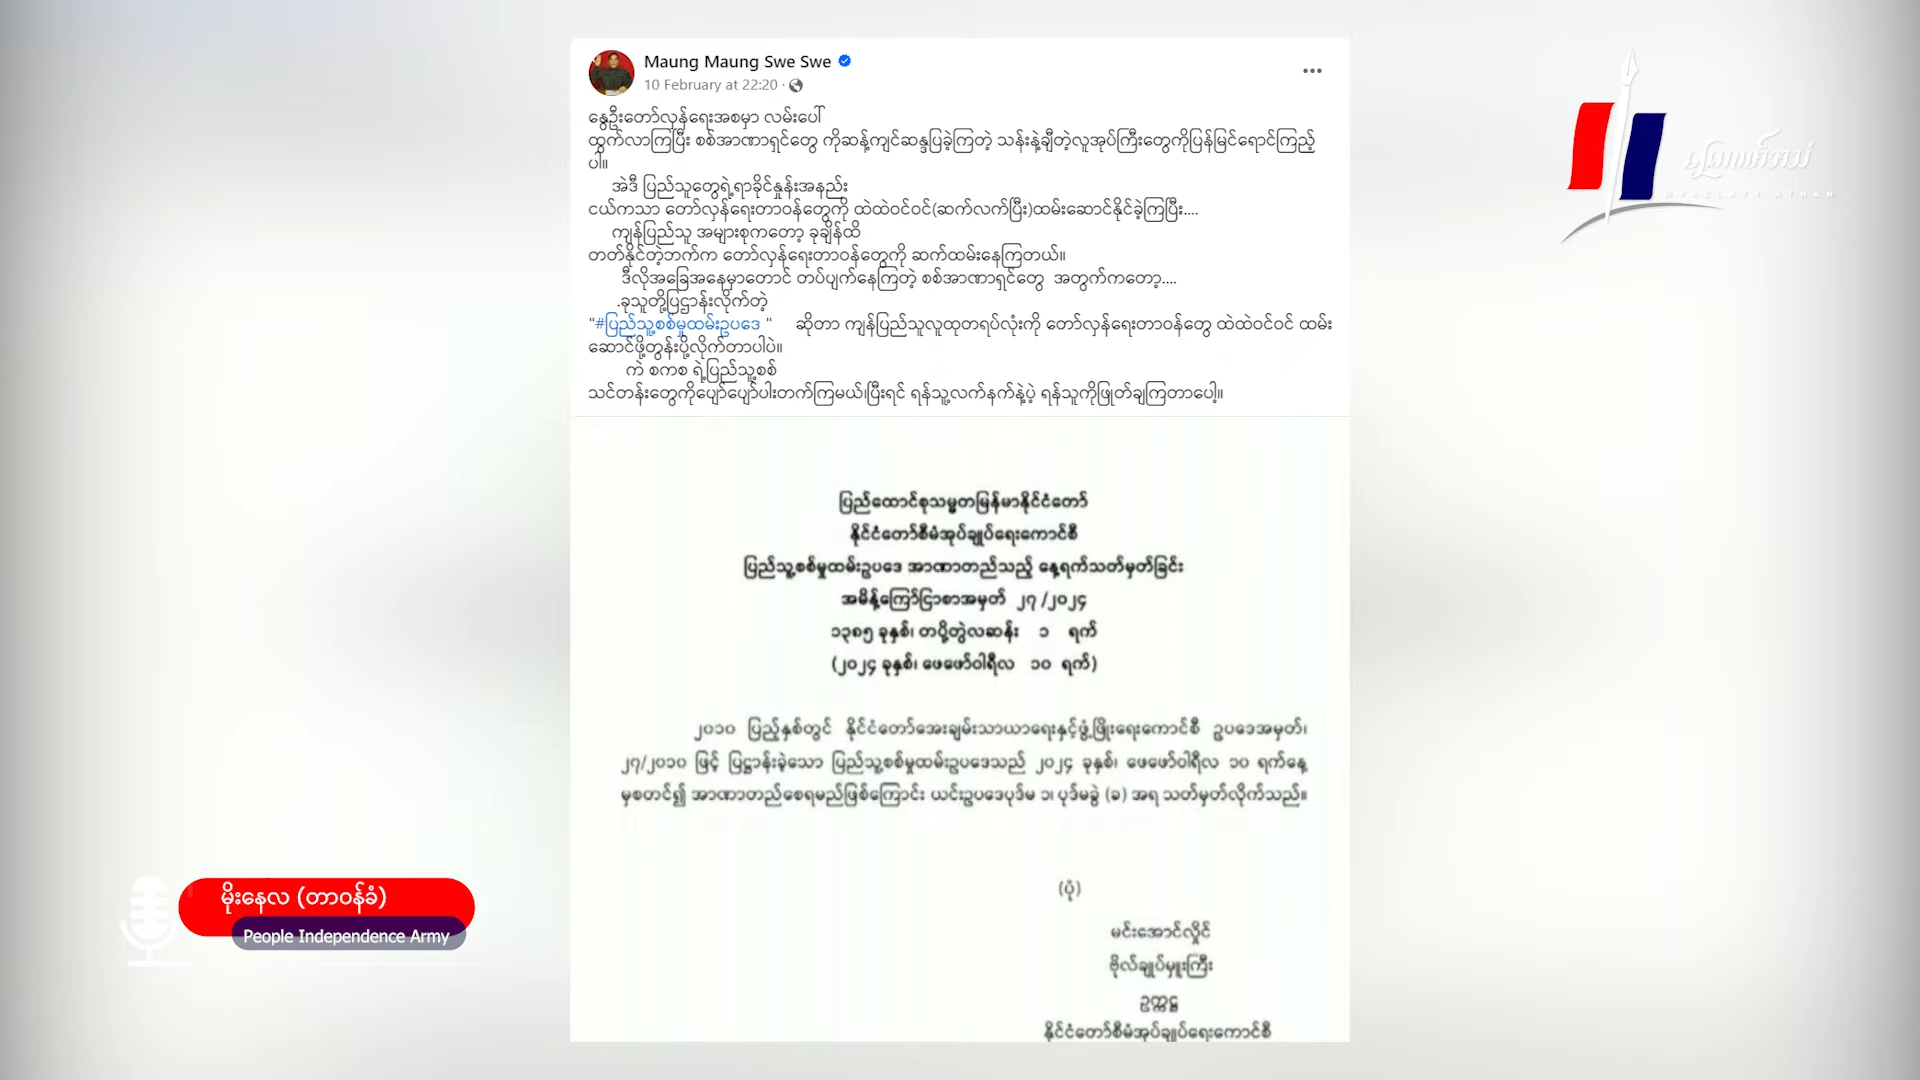 Maung Maung Swe Swe
10 February at 22:20 ·
နွေဦးတော်လှန်ရေးအစမှာ လမ်းပေါ်
ထွက်လာကြပြီး စစ်အာဏာရှင်တွေ ကိုဆန့်ကျင်ဆန္ဒပြခဲ့ကြတဲ့ သန်းနဲ့ချီတဲ့လူအုပ်ကြီးတွေကိုပြန်မြင်ရောင်ကြည့်
ပါ။
အဲဒီ ပြည်သူတွေရဲ့ရာခိုင်နှုန်းအနည်း
ငယ်ကသာ တော်လှန်ရေးတာဝန်တွေကို ထဲထဲဝင်ဝင်(ဆက်လက်ပြီး)ထမ်းဆောင်နိုင်ခဲ့ကြပြီး....
ကျန်ပြည်သူ အများစုကတော့ ခုချိန်ထိ
တတ်နိုင်တဲ့ဘက်က တော်လှန်ရေးတာဝန်တွေကို ဆက်ထမ်းနေကြတယ်။
ဒီလိုအခြေအနေမှာတောင် တပ်ပျက်နေကြတဲ့ စစ်အာဏာရှင်တွေ အတွက်ကတော့....
.ခုသူတို့ပြဌာန်းလိုက်တဲ့
"#ပြည်သူ့စစ်မှုထမ်းဥပဒေ " ဆိုတာ ကျန်ပြည်သူလူထုတရပ်လုံးကို တော်လှန်ရေးတာဝန်တွေ ထဲထဲဝင်ဝင် ထမ်း
ဆောင်ဖို့တွန်းပို့လိုက်တာပါပဲ။
ကဲ စကစ ရဲ့ပြည်သူ့စစ်
သင်တန်းတွေကိုပျော်ပျော်ပါးတက်ကြမယ်၊ပြီးရင် ရန်သူ့လက်နက်နဲ့ပဲ့ ရန်သူကိုဖြုတ်ချကြတာပေါ့။
ပြည်ထောင်စုသမ္မတမြန်မာနိုင်ငံတော်
နိုင်ငံတော်စီမံအုပ်ချုပ်ရေးကောင်စီ
ပြည်သူ့စစ်မှုထမ်းဥပဒေ အာဏာတည်သည့် နေ့ရက်သတ်မှတ်ခြင်း
အမိန့်ကြော်ငြာစာအမှတ် ၂၇ /၂၀၂၄
၁၃၈၅ ခုနှစ်၊ တပို့တွဲလဆန်း ၁ ရက်
(၂၀၂၄ ခုနှစ်၊ ဖေဖော်ဝါရီလ ၁၀ ရက်)
၂၀၁၀ ပြည့်နှစ်တွင် နိုင်ငံတော်အေးချမ်းသာယာရေးနှင့်ဖွံ့ဖြိုးရေးကောင်စီ ဥပဒေအမှတ်၊
၂၇/၂၀၁၀ ဖြင့် ပြဋ္ဌာန်းခဲ့သော ပြည်သူ့စစ်မှုထမ်းဥပဒေသည် ၂၀၂၄ ခုနှစ်၊ ဖေဖော်ဝါရီလ ၁၀ ရက်နေ့
မှစတင်၍ အာဏာတည်စေရမည်ဖြစ်ကြောင်း ယင်းဥပဒေပုဒ်မ ၁၊ ပုဒ်မခွဲ (ခ) အရ သတ်မှတ်လိုက်သည်။
(ပုံ)
မင်းအောင်လှိုင်
ဗိုလ်ချုပ်မှူးကြီး
ဥက္ကဋ္ဌ
နိုင်ငံတော်စီမံအုပ်ချုပ်ရေးကောင်စီ
မိုးနေလ (တာဝန်ခံ)
People Independence Army